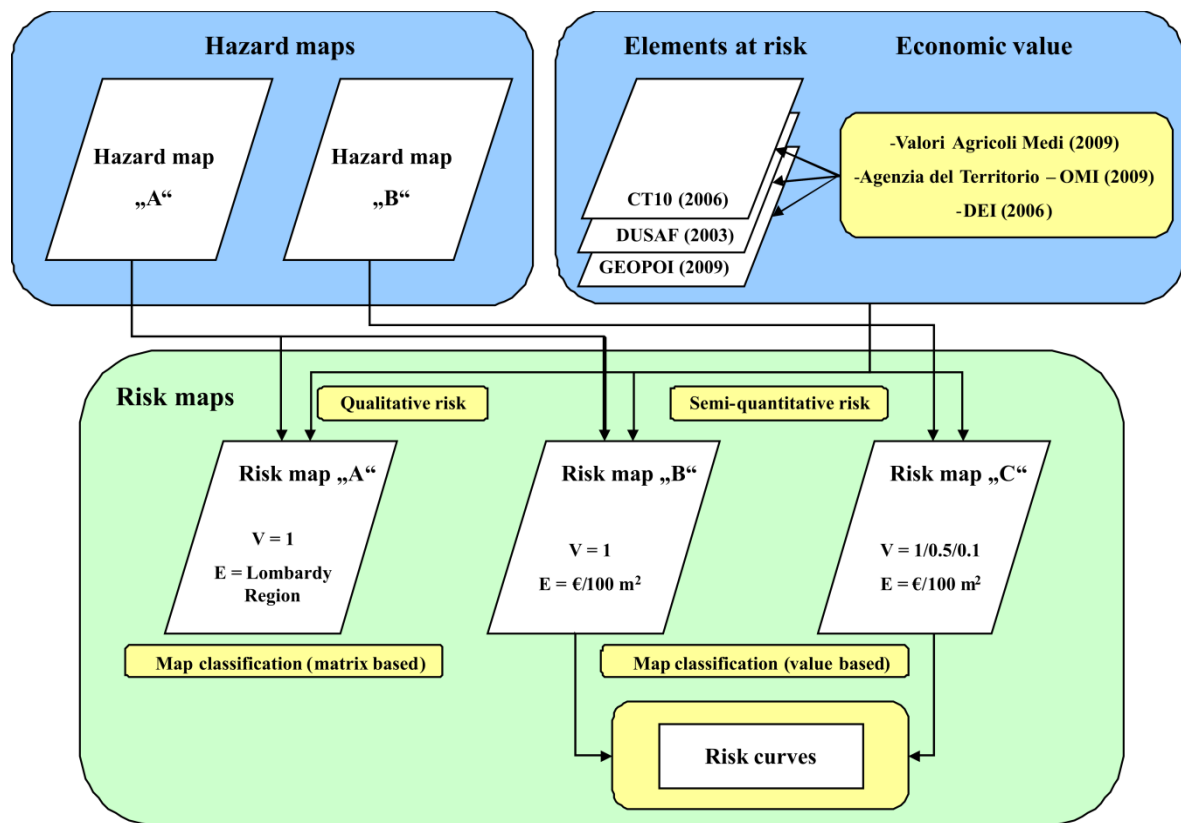 Hazard maps
Hazard map
„A“
Hazard map
„B“
Elements at risk
Economic value
CT10 (2006)
DUSAF (2003)
GEOPOI (2009)
-Valori Agricoli Medi (2009)
-Agenzia del Territorio – OMI (2009)
-DEI (2006)
Risk maps
Qualitative risk
Semi-quantitative risk
Risk map „A“
V = 1
E = Lombardy
Region
Risk map „B“
V = 1
E = €/100 m²
Risk map „C“
V = 1/0.5/0.1
E = €/100 m²
Map classification (matrix based)
Map classification (value based)
Risk curves